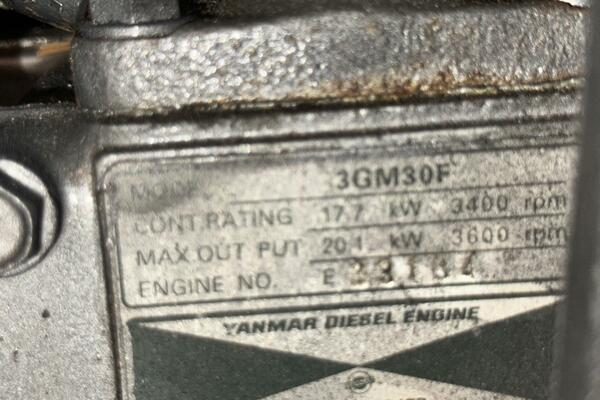 MODEL 3GM30F
CONT.RATING 17.7 kW 3400 rpm
MAX.OUT PUT 20.1 kW 3600 rpm
ENGINE NO. E
YANMAR DIESEL ENGINE